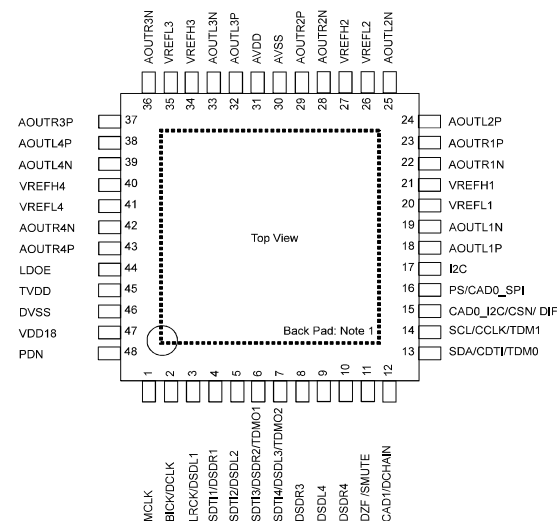 AOUTR3N
VREFL3
VREFH3
AOUTL3N
AOUTL3P
AVDD
AVSS
AOUTR2P
AOUTR2N
VREFH2
VREFL2
AOUTL2N
36 35 34 33 32 31 30 29 28 27 26 25
AOUTR3P 37
AOUTL4P 38
AOUTL4N 39
VREFH4 40
VREFL4 41
AOUTR4N 42
AOUTR4P 43
LDOE 44
TVDD 45
DVSS 46
VDD18 47
PDN 48
Top View
Back Pad: Note 1
24 AOUTL2P
23 AOUTR1P
22 AOUTR1N
21 VREFH1
20 VREFL1
19 AOUTL1N
18 AOUTL1P
17 I2C
16 PS/CAD0_SPI
15 CAD0_I2C/CSN/ DIF
14 SCL/CCLK/TDM1
13 SDA/CDTI/TDM0
1 2 3 4 5 6 7 8 9 10 11 12
MCLK
BICK/DCLK
LRCK/DSDL1
SDTI1/DSDR1
SDTI2/DSDL2
SDTI3/DSDR2/TDMO1
SDTI4/DSDL3/TDMO2
DSDR3
DSDL4
DSDR4
DZF /SMUTE
CAD1/DCHAIN